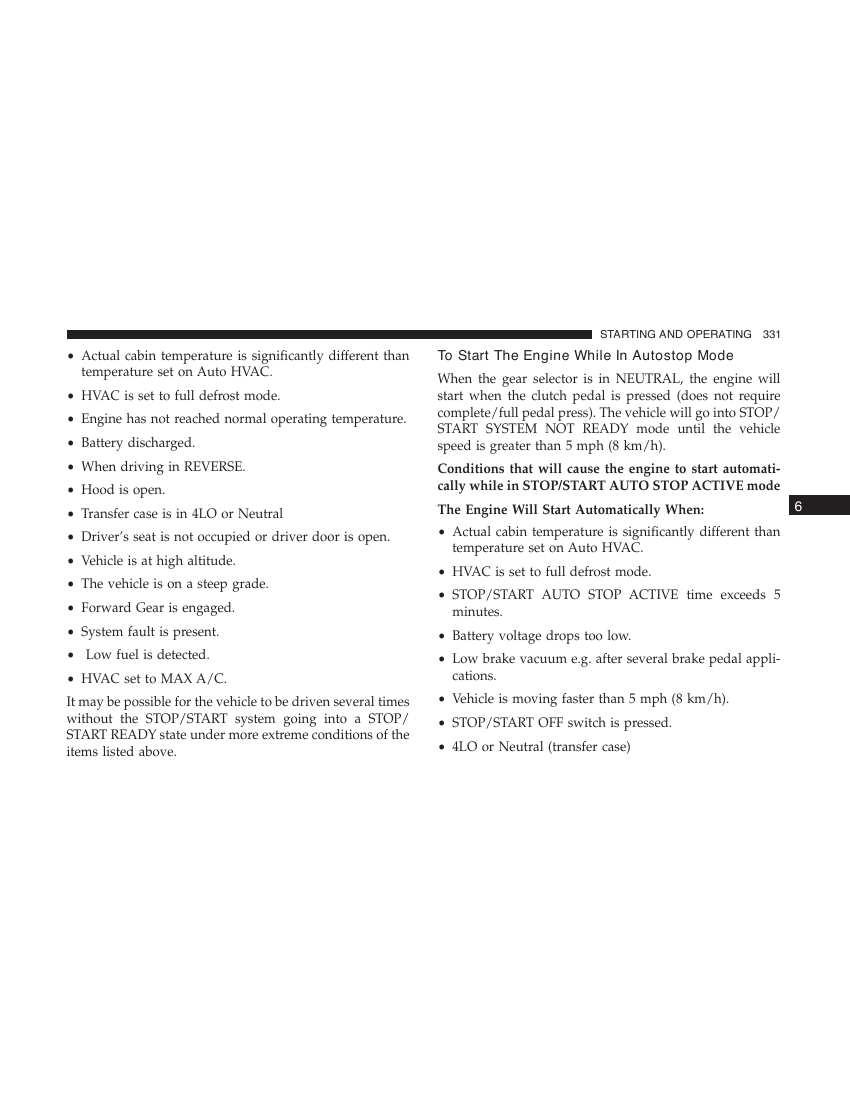 STARTING AND OPERATING 331
• Actual cabin temperature is significantly different than
temperature set on Auto HVAC.
• HVAC is set to full defrost mode.
• Engine has not reached normal operating temperature.
• Battery discharged.
• When driving in REVERSE.
• Hood is open.
• Transfer case is in 4LO or Neutral
• Driver’s seat is not occupied or driver door is open.
• Vehicle is at high altitude.
• The vehicle is on a steep grade.
• Forward Gear is engaged.
• System fault is present.
• Low fuel is detected.
• HVAC set to MAX A/C.
It may be possible for the vehicle to be driven several times
without the STOP/START system going into a STOP/
START READY state under more extreme conditions of the
items listed above.
To Start The Engine While In Autostop Mode
When the gear selector is in NEUTRAL, the engine will
start when the clutch pedal is pressed (does not require
complete/full pedal press). The vehicle will go into STOP/
START SYSTEM NOT READY mode until the vehicle
speed is greater than 5 mph (8 km/h).
Conditions that will cause the engine to start automati-
cally while in STOP/START AUTO STOP ACTIVE mode
The Engine Will Start Automatically When:
• Actual cabin temperature is significantly different than
temperature set on Auto HVAC.
• HVAC is set to full defrost mode.
• STOP/START AUTO STOP ACTIVE time exceeds 5
minutes.
• Battery voltage drops too low.
• Low brake vacuum e.g. after several brake pedal appli-
cations.
• Vehicle is moving faster than 5 mph (8 km/h).
• STOP/START OFF switch is pressed.
• 4LO or Neutral (transfer case)
6